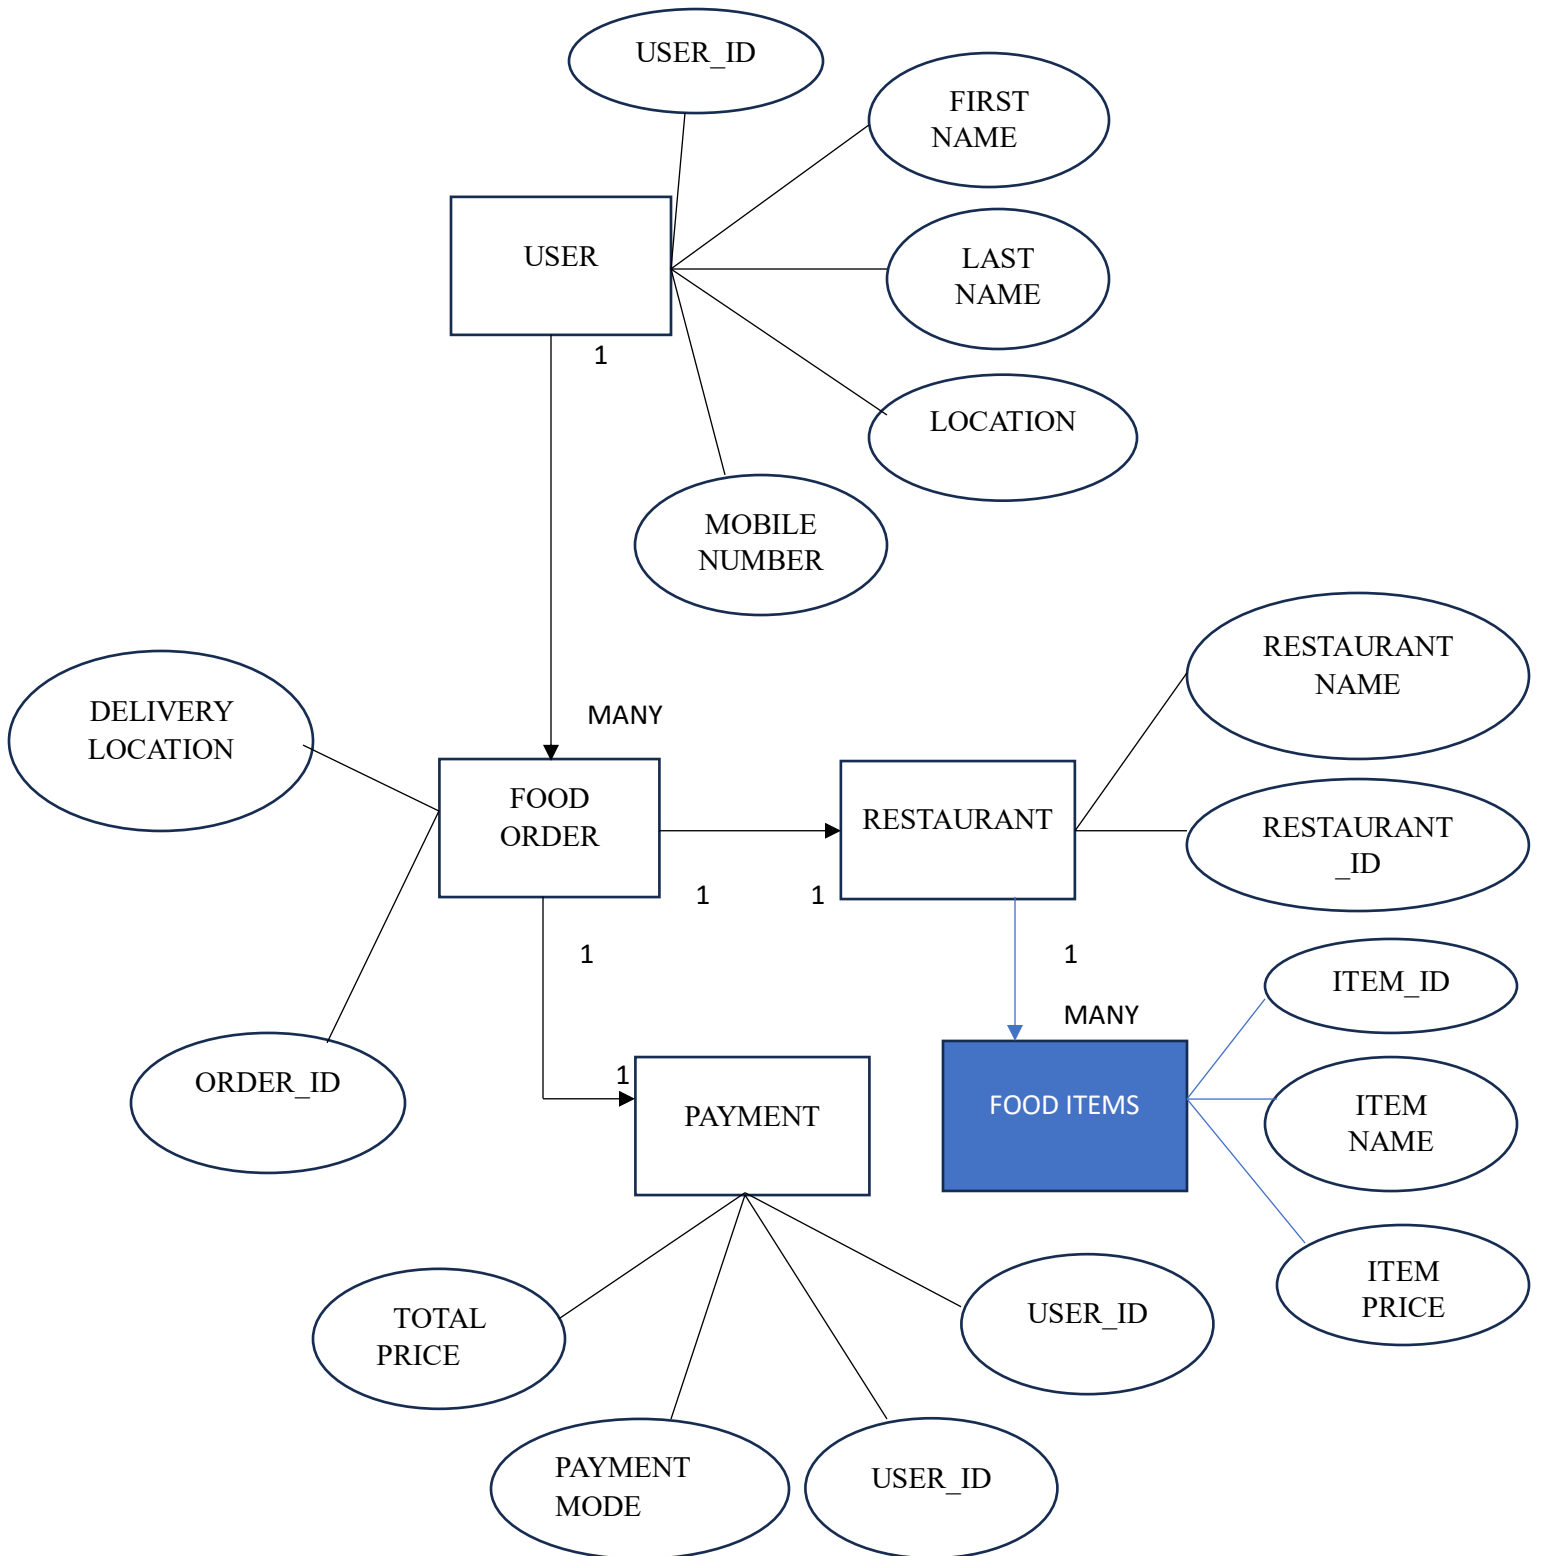 USER_ID
FIRST
NAME
USER
LAST
NAME
1
LOCATION
MOBILE
NUMBER
RESTAURANT
NAME
DELIVERY
LOCATION
MANY
FOOD
ORDER
RESTAURANT
RESTAURANT
_ID
1
1
1
1
ITEM_ID
MANY
ORDER_ID
1
PAYMENT
FOOD ITEMS
ITEM
NAME
ITEM
PRICE
TOTAL
PRICE
USER_ID
PAYMENT
MODE
USER_ID